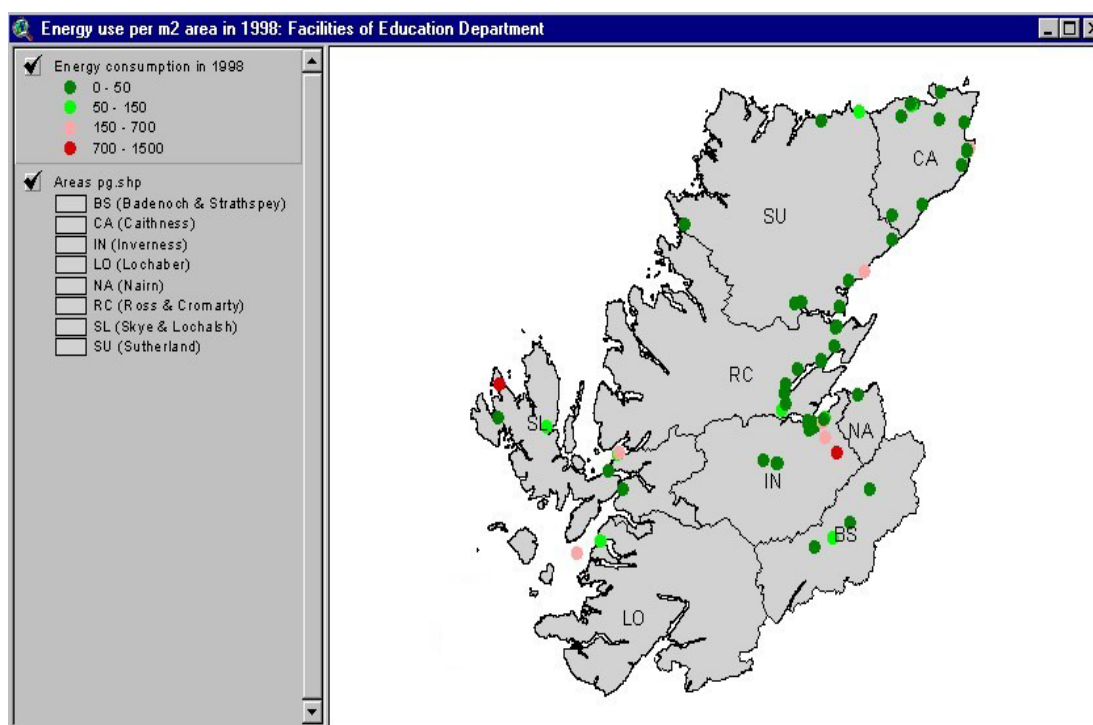 Energy use per m2 area in 1998: Facilities of Education Department
Energy consumption in 1998
0 - 50
50 - 150
150 - 700
700 - 1500
Areas pg.shp
BS (Badenoch & Strathspey)
CA (Caithness)
IN (Inverness)
LO (Lochaber)
NA (Nairn)
RC (Ross & Cromarty)
SL (Skye & Lochalsh)
SU (Sutherland)
CA
SU
RC
SL
NA
IN
BS
LO